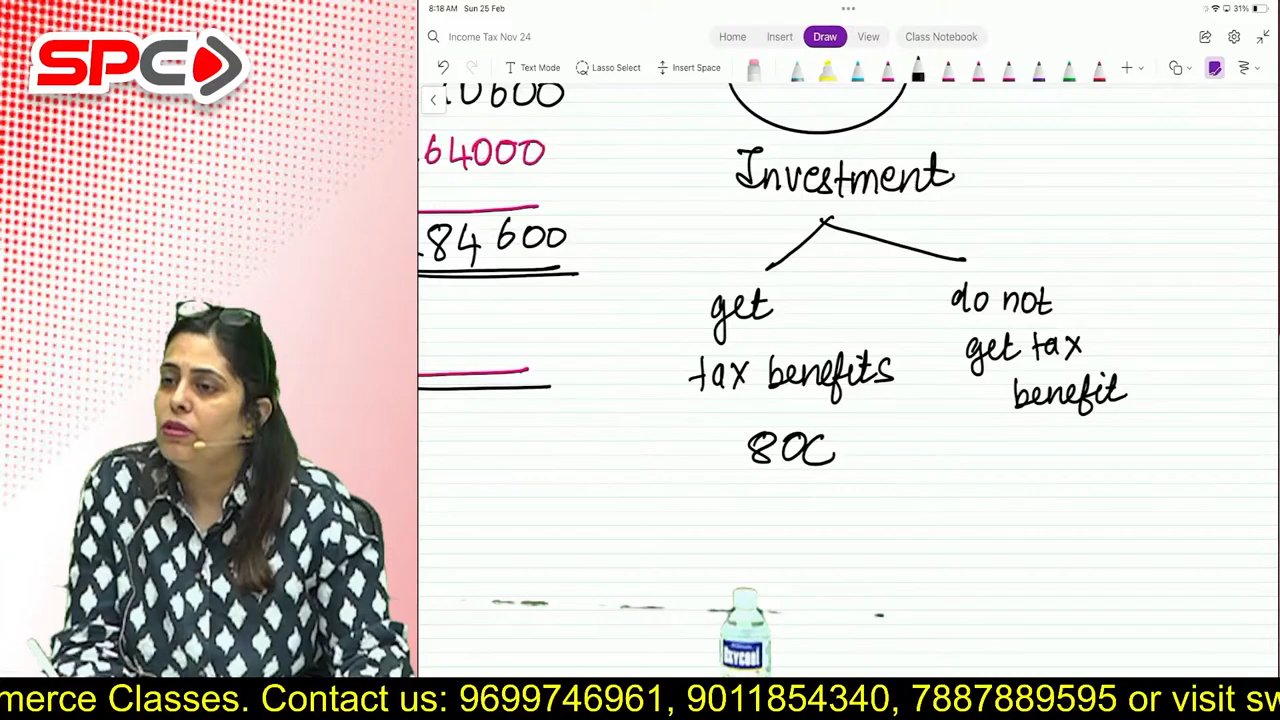 8:18 AM Sun 25 Feb
31%
Income Tax Nov 24
Home Insert Draw View Class Notebook
Text Mode Lasso Select Insert Space
SPC
0600
64000
84 600
Investment
get
tax benefits
80C
do not
get tax
benefit
OXYCOOL
merce Classes. Contact us: 9699746961, 9011854340, 7887889595 or visit sw